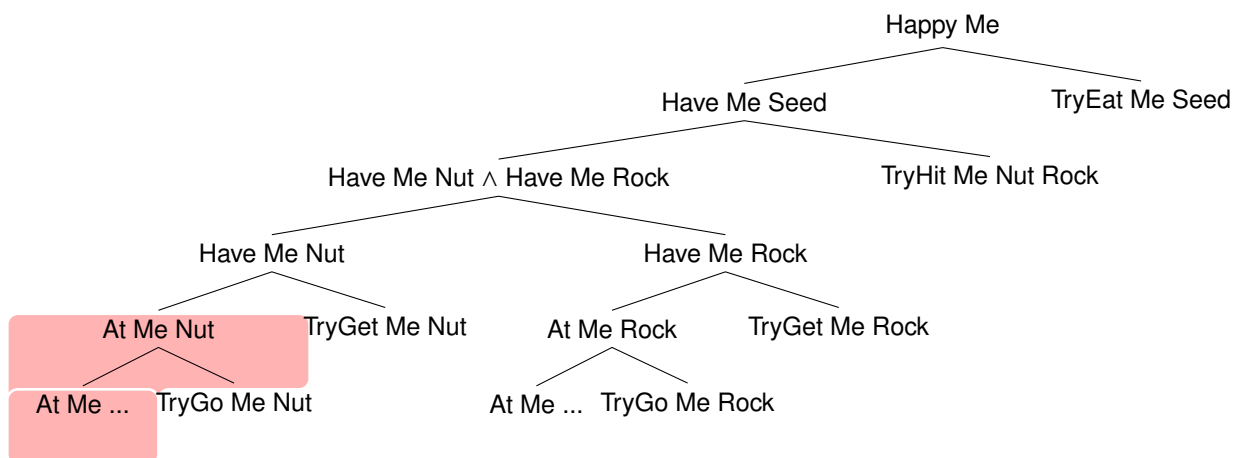 Happy Me
Have Me Seed
TryEat Me Seed
Have Me Nut ∧ Have Me Rock
TryHit Me Nut Rock
Have Me Nut
Have Me Rock
At Me Nut
TryGet Me Nut
At Me Rock
TryGet Me Rock
At Me ...
TryGo Me Nut
At Me ...
TryGo Me Rock